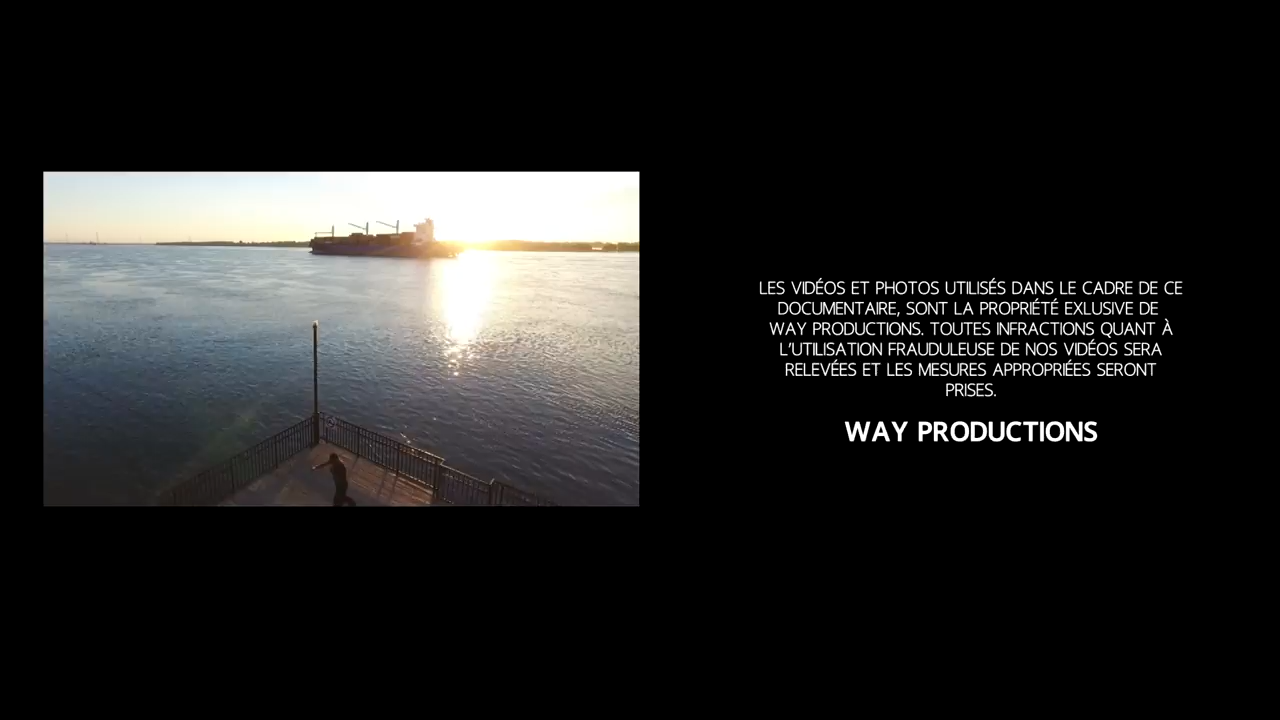 LES VIDÉOS ET PHOTOS UTILISÉS DANS LE CADRE DE CE
DOCUMENTAIRE, SONT LA PROPRIÉTÉ EXLUSIVE DE
WAY PRODUCTIONS. TOUTES INFRACTIONS QUANT À
L'UTILISATION FRAUDULEUSE DE NOS VIDÉOS SERA
RELEVÉES ET LES MESURES APPROPRIÉES SERONT
PRISES.
WAY PRODUCTIONS